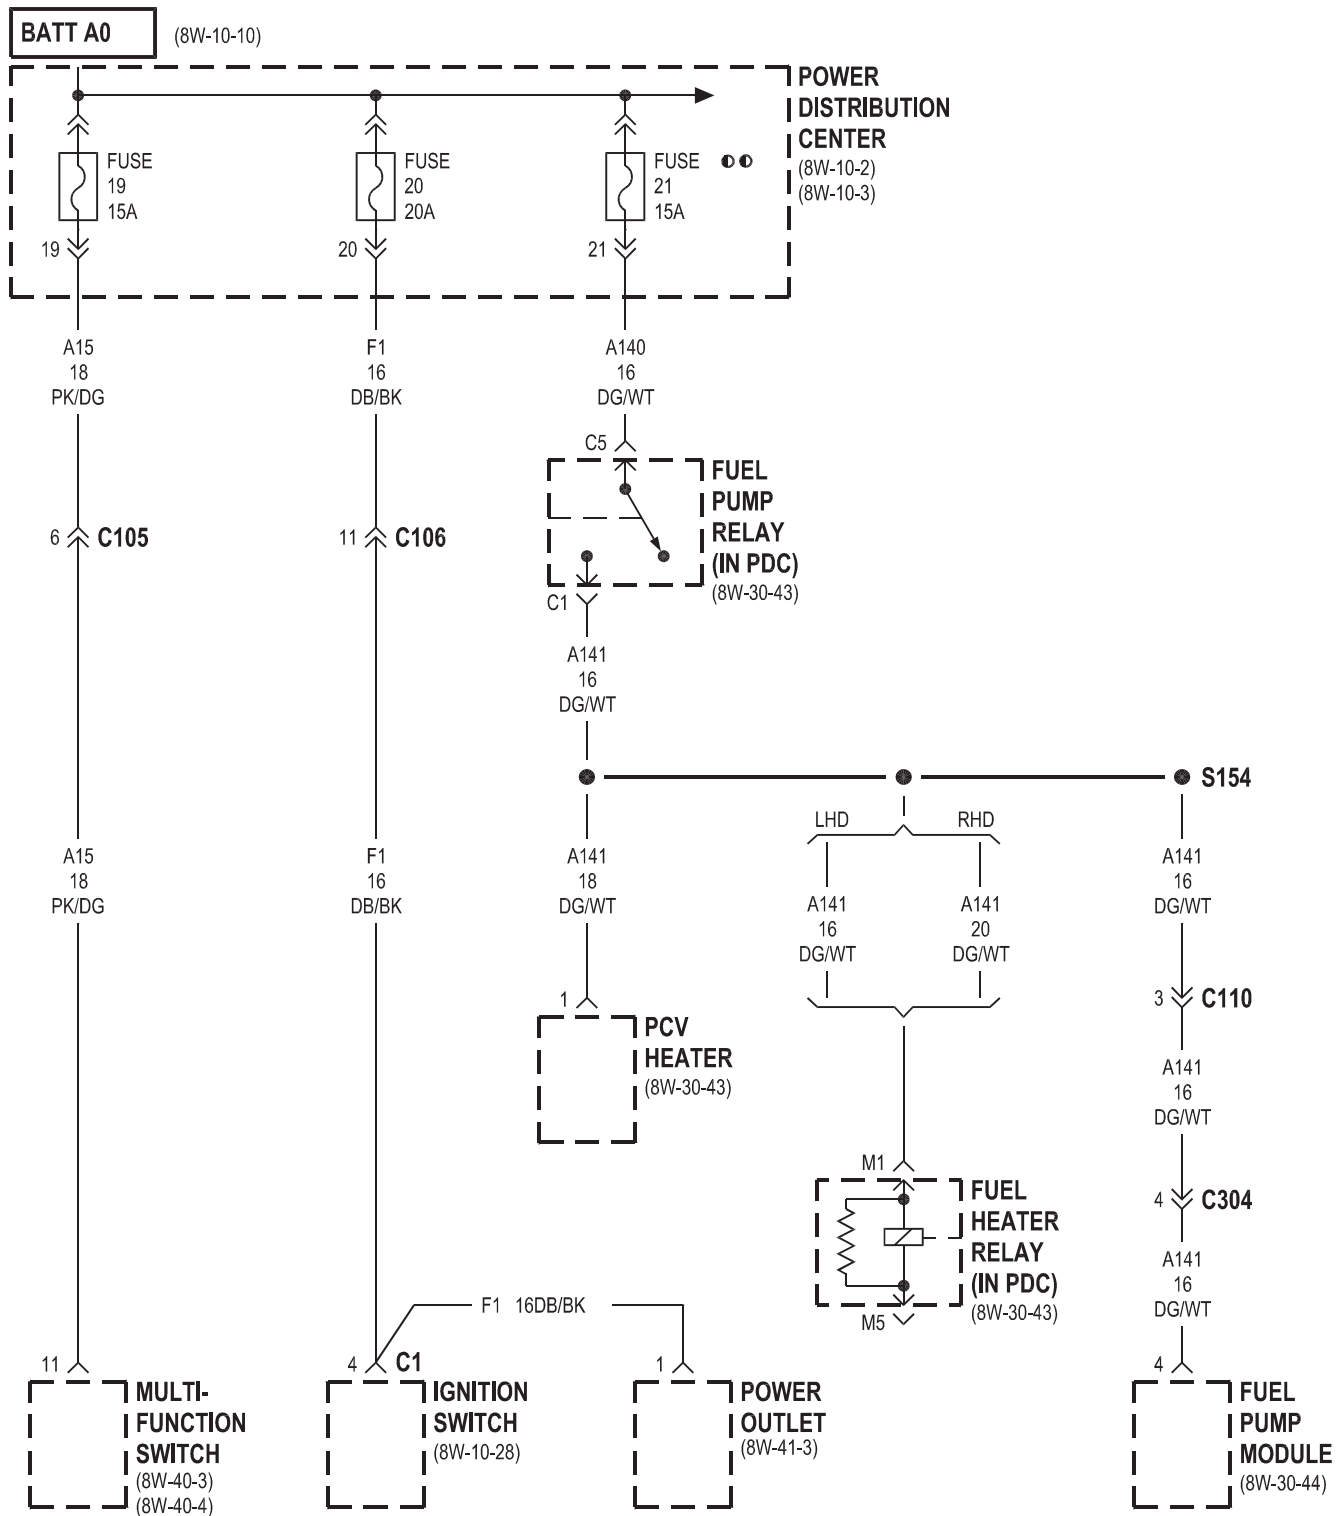 BATT A0
(8W-10-10)
POWER
DISTRIBUTION
CENTER
(8W-10-2)
(8W-10-3)
FUSE
19
15A
FUSE
20
20A
FUSE
21
15A
19
20
21
A15
18
PK/DG
F1
16
DB/BK
A140
16
DG/WT
C5
FUEL
PUMP
RELAY
(IN PDC)
(8W-30-43)
6
C105
11
C106
C1
A141
16
DG/WT
S154
LHD
RHD
A15
18
PK/DG
F1
16
DB/BK
A141
18
DG/WT
A141
16
DG/WT
A141
20
DG/WT
A141
16
DG/WT
1
PCV
HEATER
(8W-30-43)
3
C110
A141
16
DG/WT
M1
FUEL
HEATER
RELAY
(IN PDC)
(8W-30-43)
M5
4
C304
A141
16
DG/WT
F1 16DB/BK
11
MULTI-
FUNCTION
SWITCH
(8W-40-3)
(8W-40-4)
4
C1
IGNITION
SWITCH
(8W-10-28)
1
POWER
OUTLET
(8W-41-3)
4
FUEL
PUMP
MODULE
(8W-30-44)